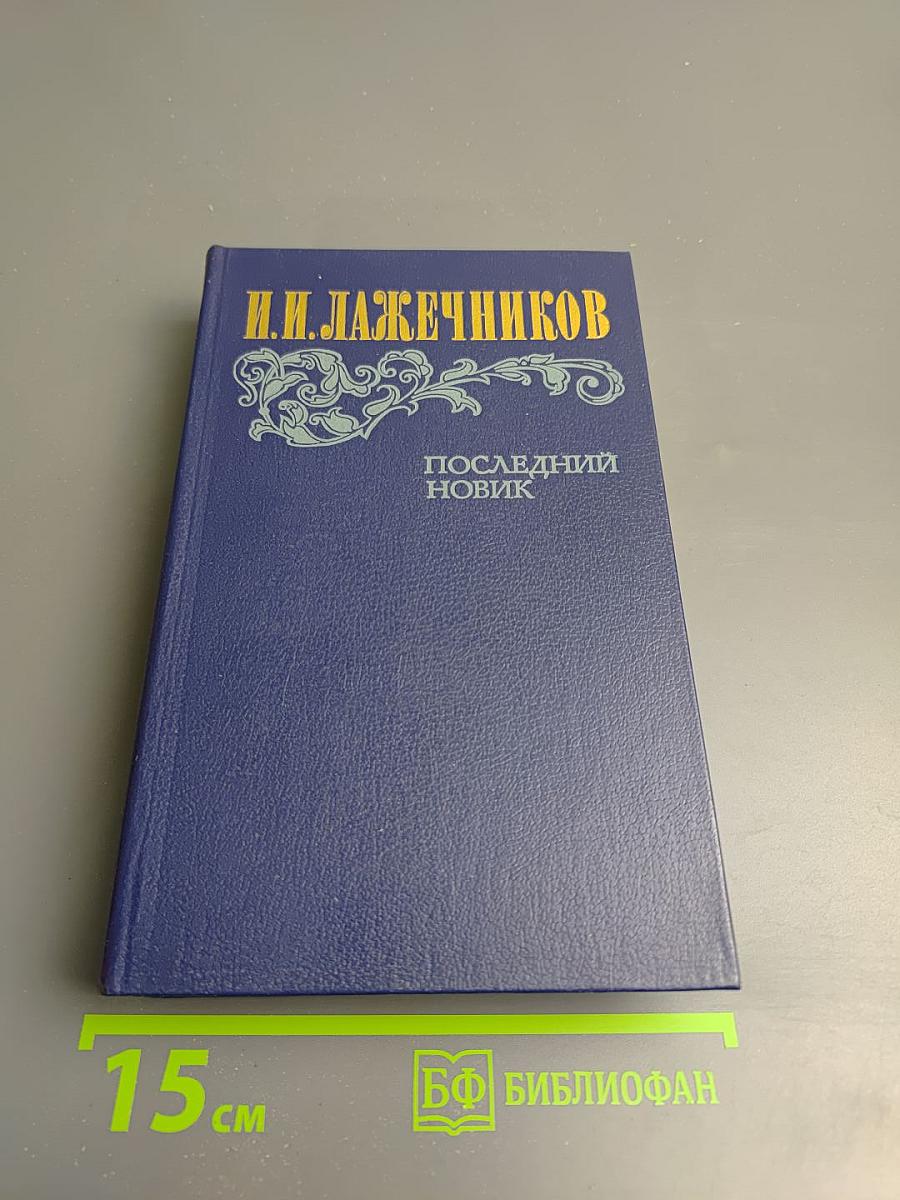 И.И.ЛАЖЕЧНИКОВ
ПОСЛЕДНИЙ
НОВИК
15 см
БФ БИБЛИОФАН